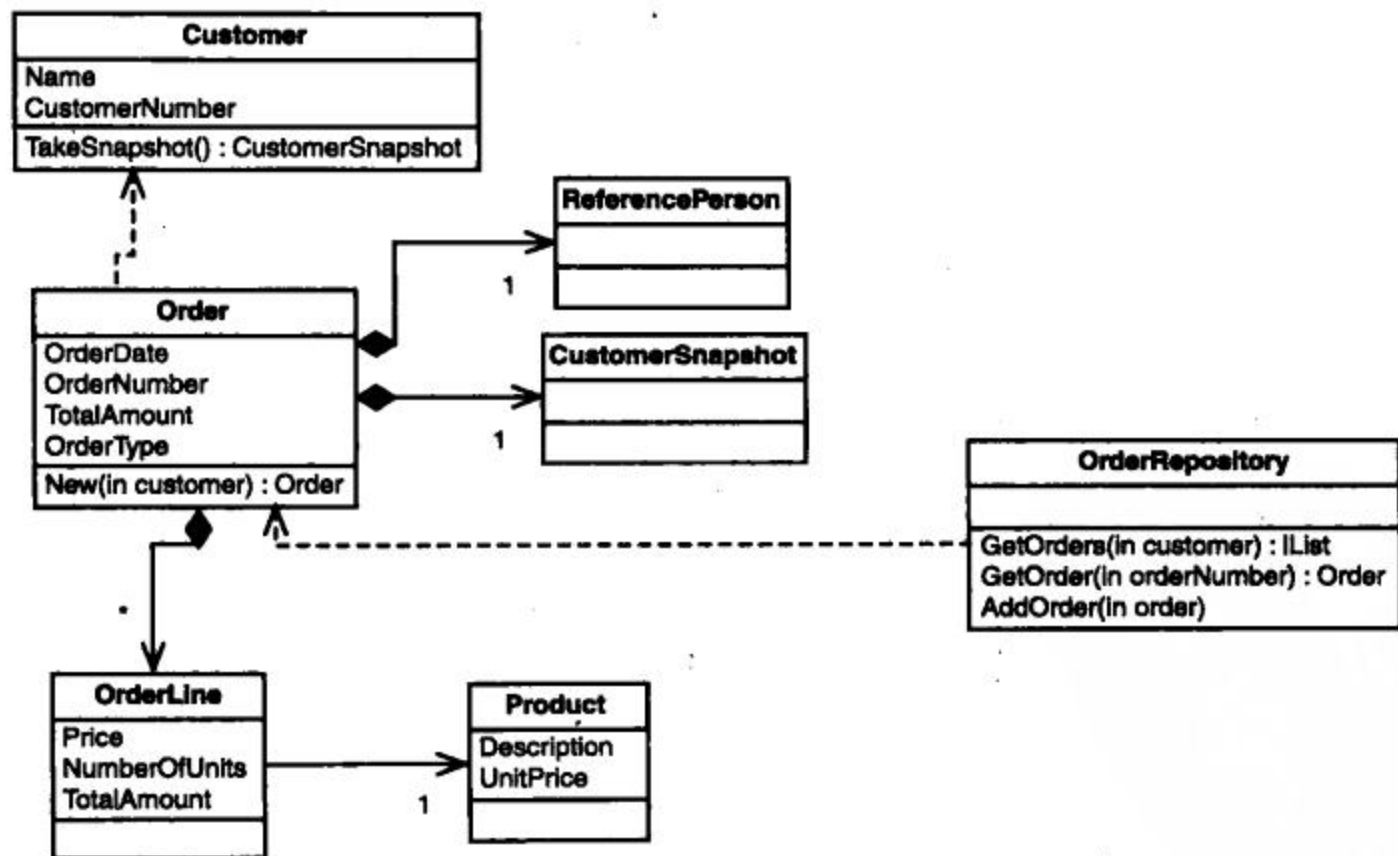 Customer
Name
CustomerNumber
TakeSnapshot() : CustomerSnapshot
ReferencePerson
1
Order
OrderDate
OrderNumber
TotalAmount
OrderType
New(in customer) : Order
CustomerSnapshot
1
OrderRepository
GetOrders(in customer) : IList
GetOrder(in orderNumber) : Order
AddOrder(in order)
*
OrderLine
Price
NumberOfUnits
TotalAmount
1
Product
Description
UnitPrice